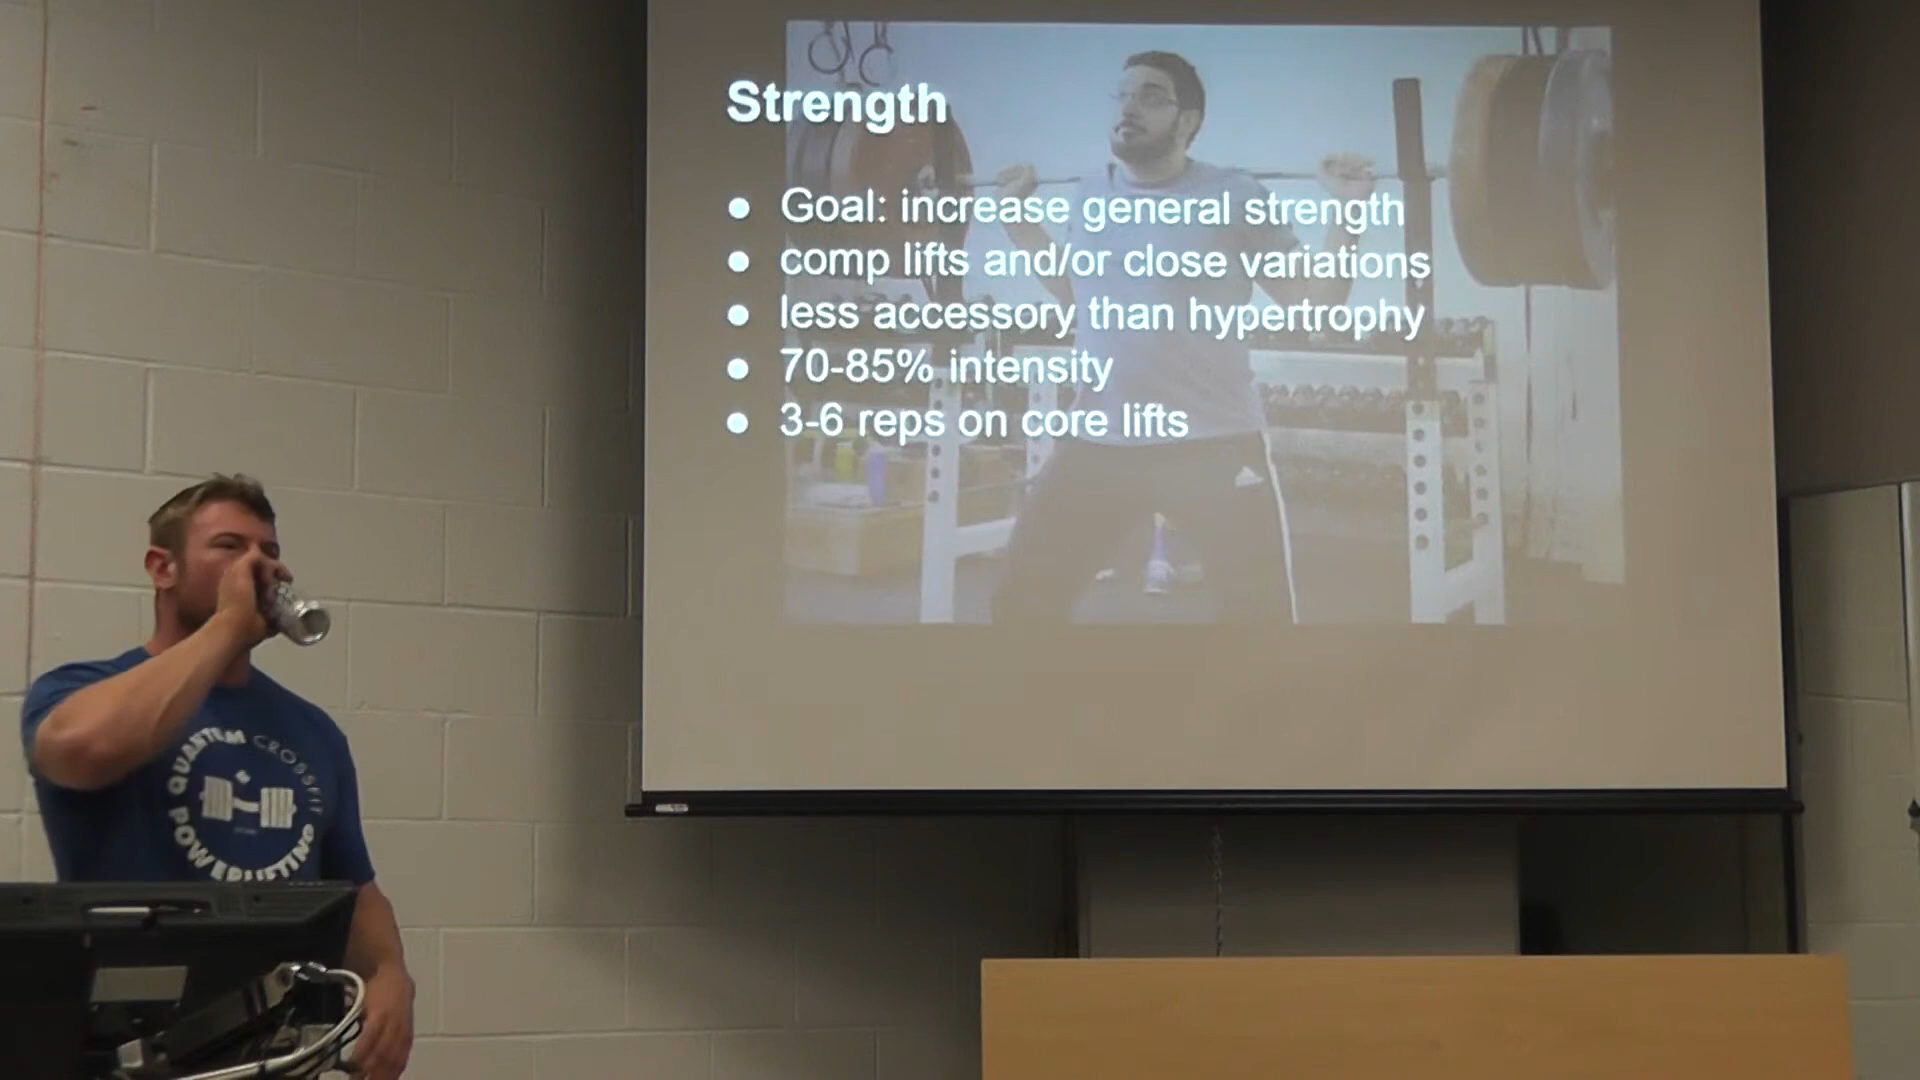 Strength
● Goal: increase general strength
● comp lifts and/or close variations
● less accessory than hypertrophy
● 70-85% intensity
● 3-6 reps on core lifts
QUANTUM CROSSFIT
POWERLIFTING